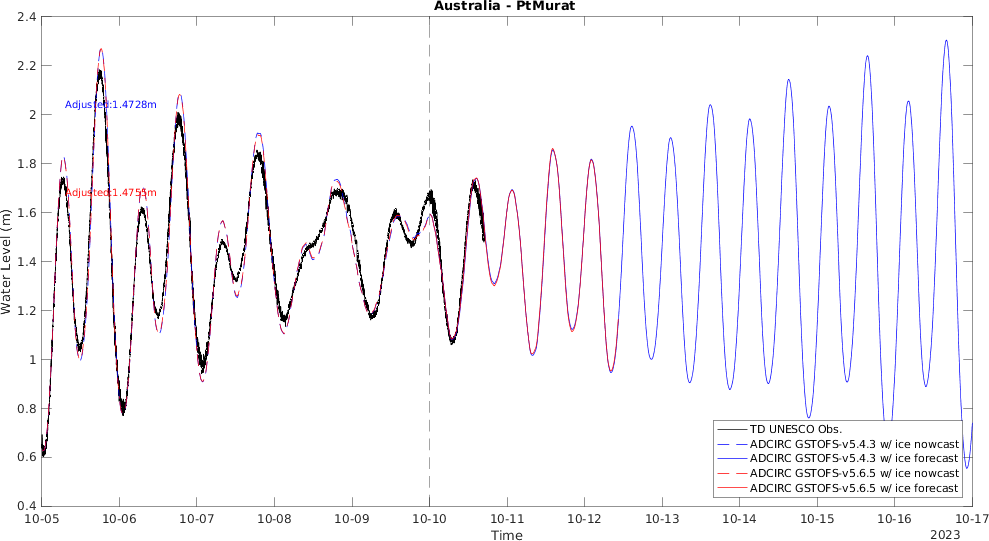 Australia - PtMurat
2.4
2.2
2
1.8
1.6
1.4
1.2
1
0.8
0.6
0.4
Water Level (m)
Adjusted:1.4728m
Adjusted:1.4755m
TD UNESCO Obs.
ADCIRC GSTOFS-v5.4.3 w/ ice nowcast
ADCIRC GSTOFS-v5.4.3 w/ ice forecast
ADCIRC GSTOFS-v5.6.5 w/ ice nowcast
ADCIRC GSTOFS-v5.6.5 w/ ice forecast
10-05 10-06 10-07 10-08 10-09 10-10 10-11 10-12 10-13 10-14 10-15 10-16 10-17
Time
2023